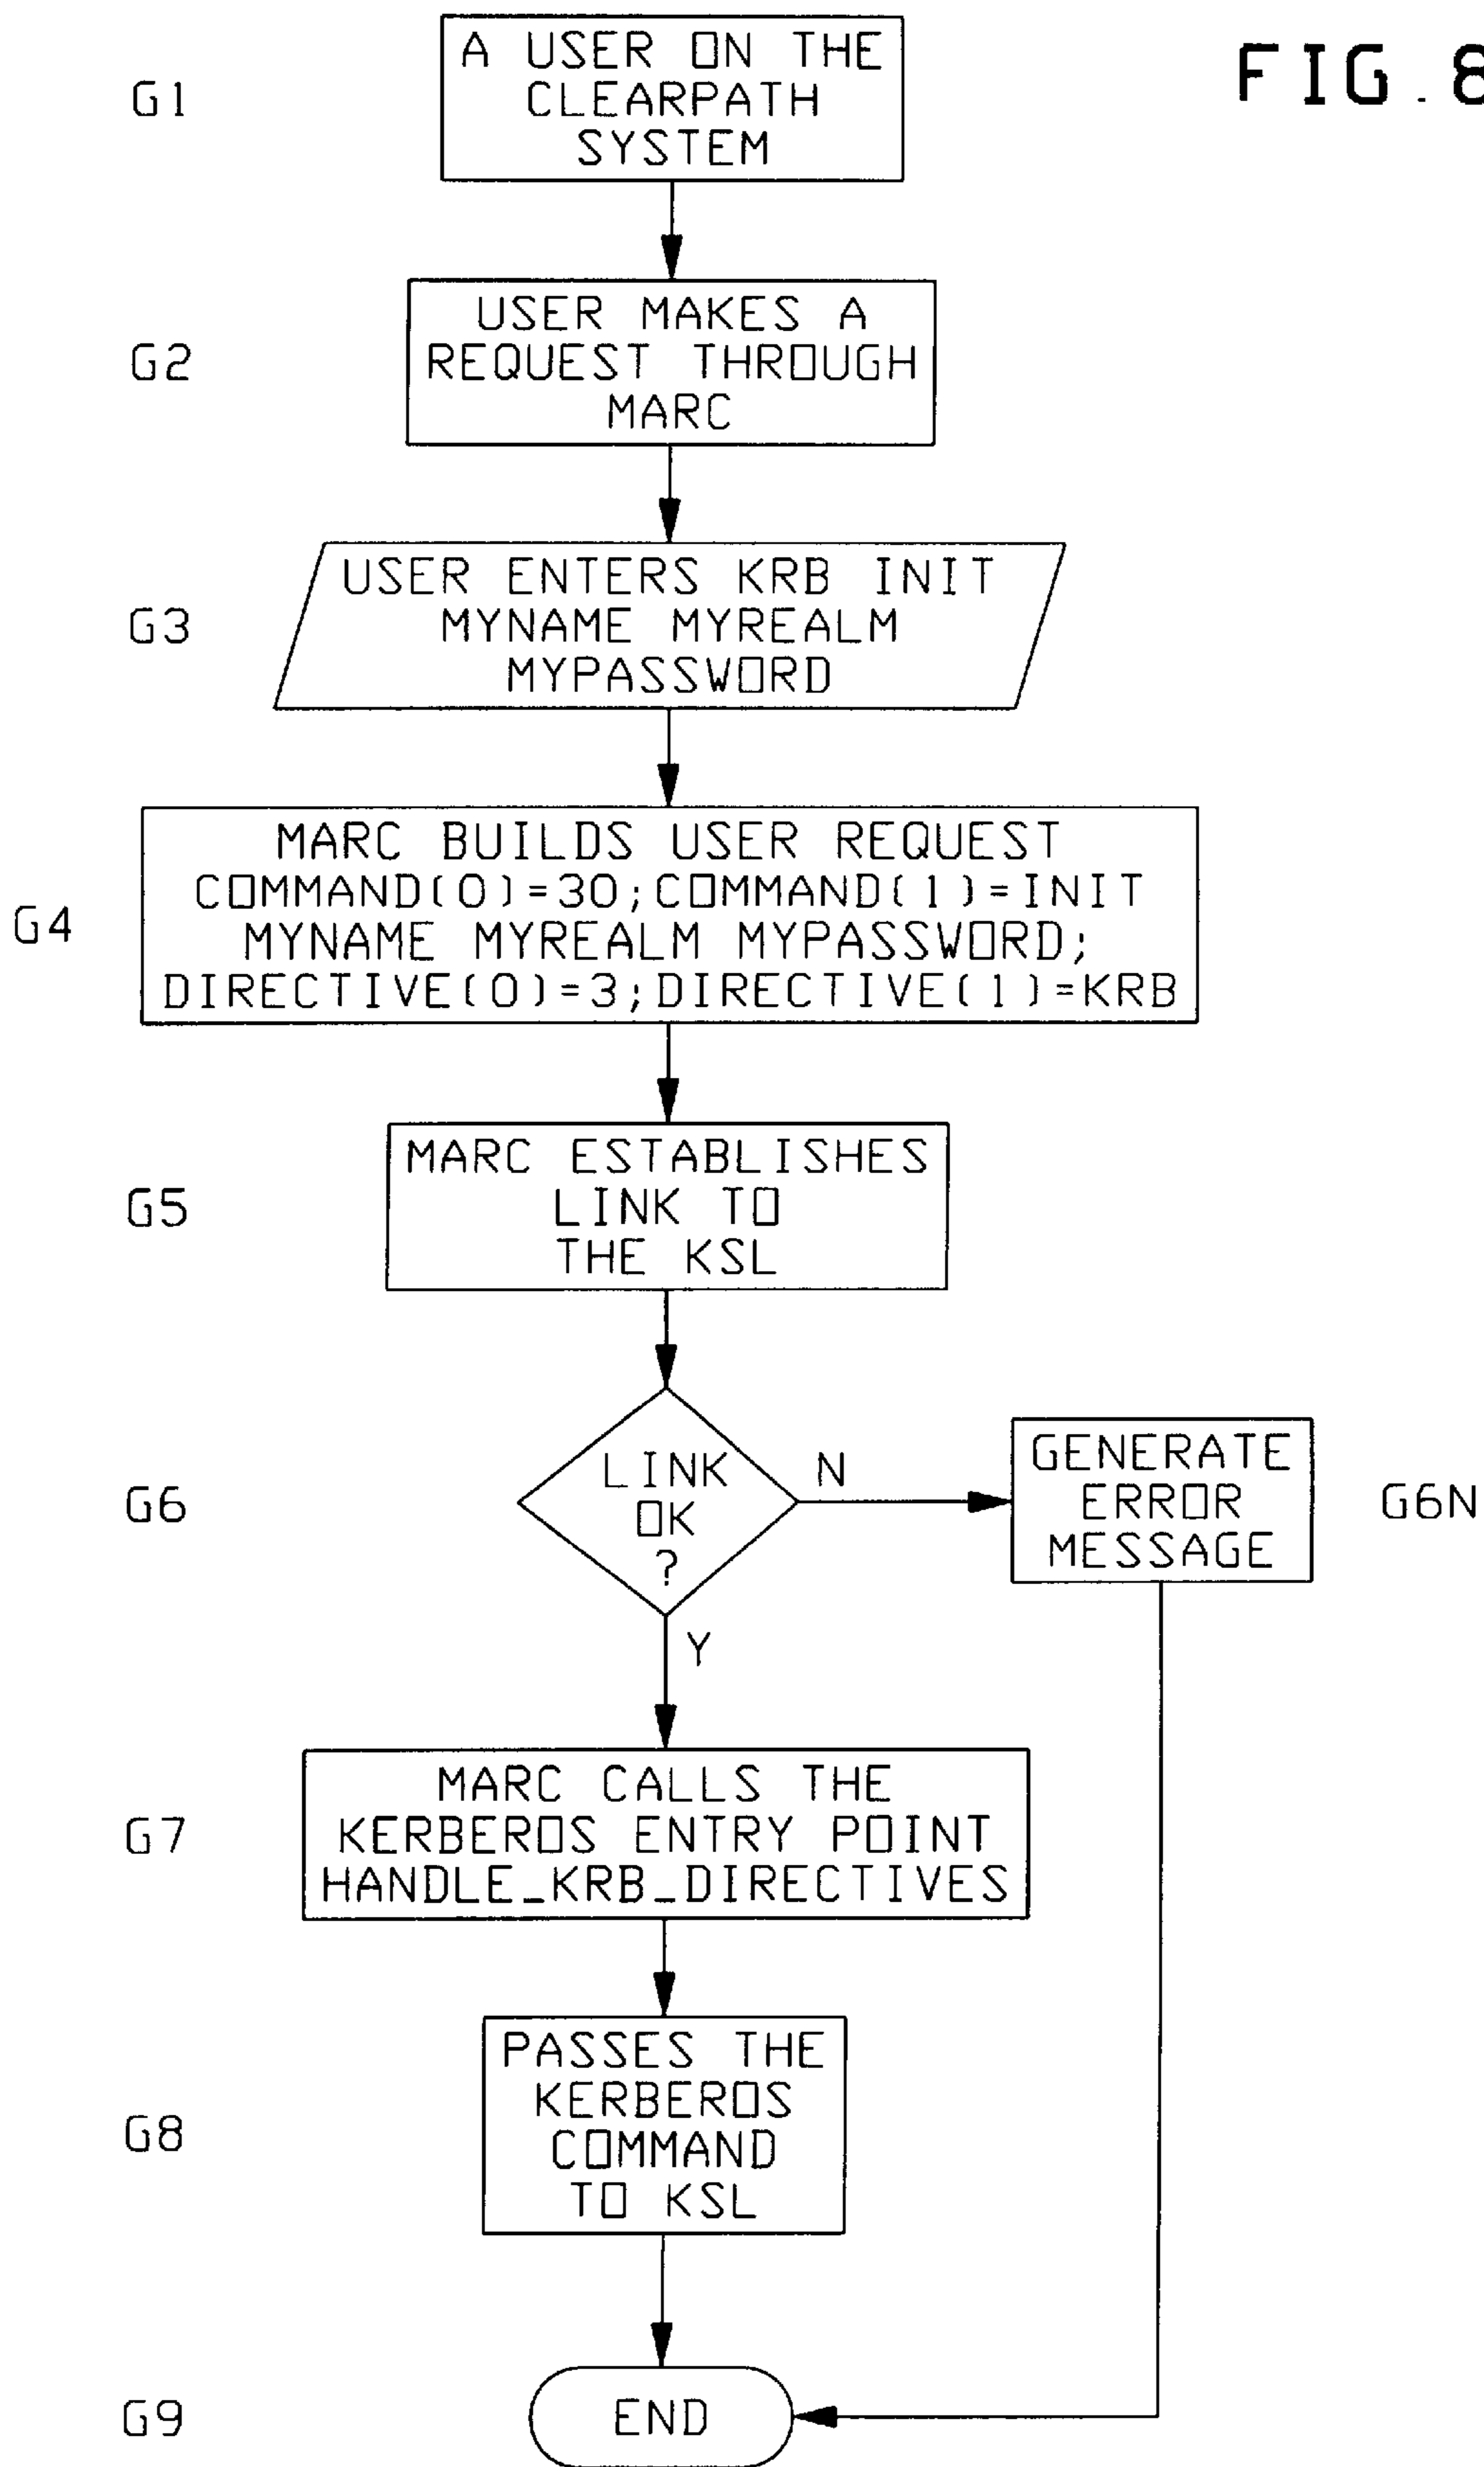 FIG.8
G1
A USER ON THE
CLEARPATH
SYSTEM
G2
USER MAKES A
REQUEST THROUGH
MARC
G3
USER ENTERS KRB INIT
MYNAME MYREALM
MYPASSWORD
G4
MARC BUILDS USER REQUEST
COMMAND(0)=30;COMMAND(1)=INIT
MYNAME MYREALM MYPASSWORD;
DIRECTIVE(0)=3;DIRECTIVE(1)=KRB
G5
MARC ESTABLISHES
LINK TO
THE KSL
G6
LINK
OK
?
N
GENERATE
ERROR
MESSAGE
G6N
Y
G7
MARC CALLS THE
KERBEROS ENTRY POINT
HANDLE_KRB_DIRECTIVES
G8
PASSES THE
KERBEROS
COMMAND
TO KSL
G9
END